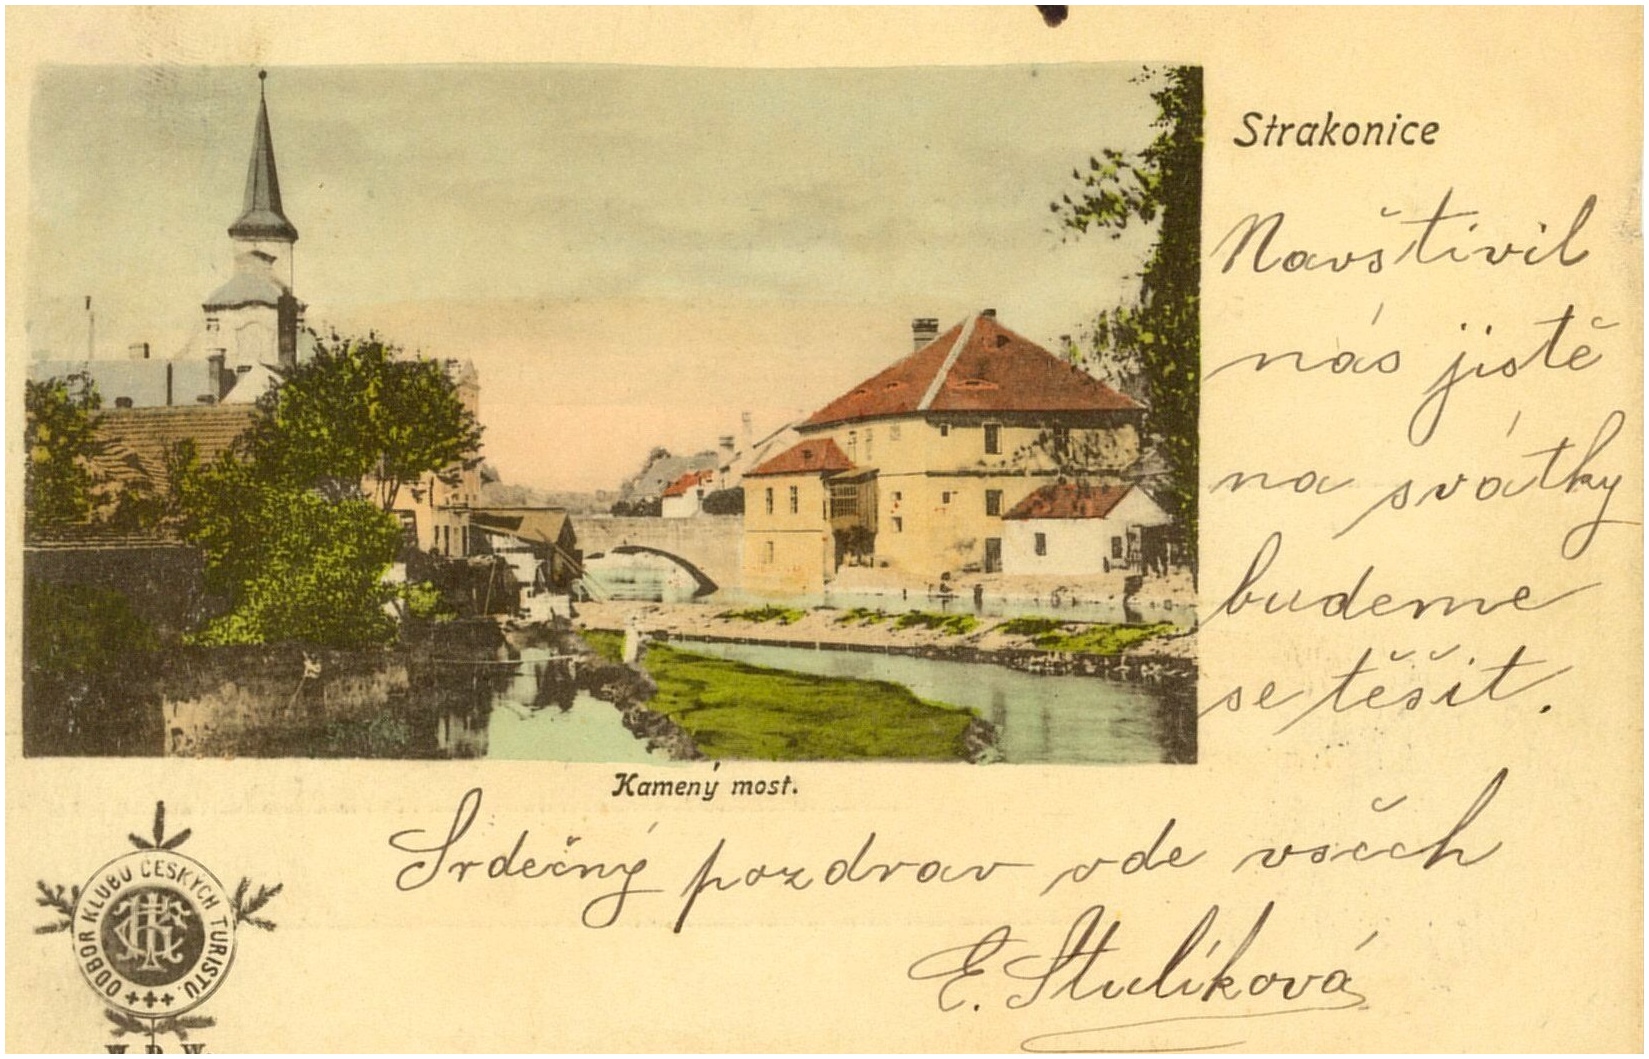 Strakonice
Navštivil
nás jistě
na svátky
budeme
se těšit.
Kamený most.
Srdečný pozdrav ode všech
E. Stulíková
ODBOR KLUBU ČESKÝCH TURISTŮ.